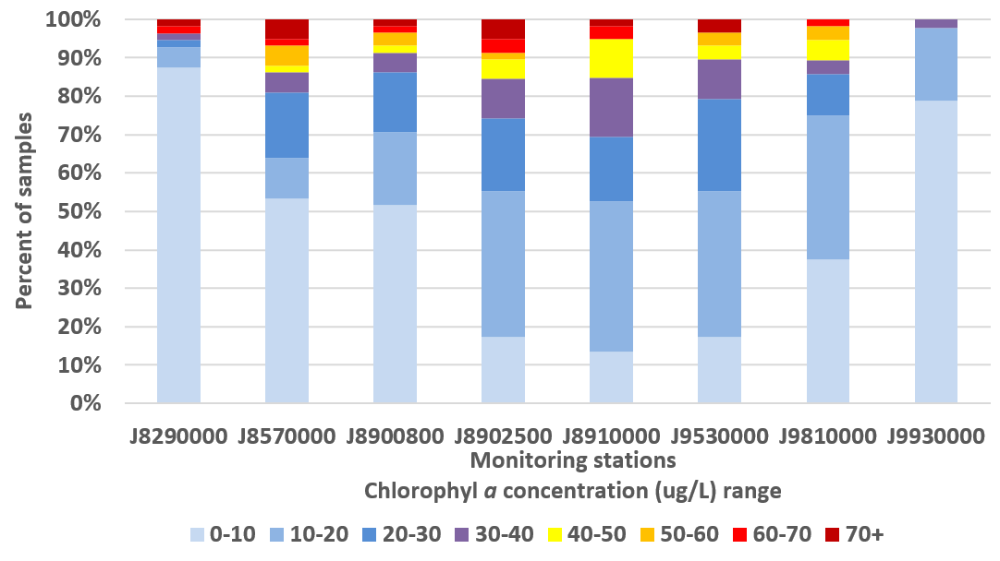 100%
90%
80%
70%
60%
50%
40%
30%
20%
10%
0%
Percent of samples
J8290000 J8570000 J8900800 J8902500 J8910000 J9530000 J9810000 J9930000
Monitoring stations
Chlorophyl a concentration (ug/L) range
0-10 10-20 20-30 30-40 40-50 50-60 60-70 70+